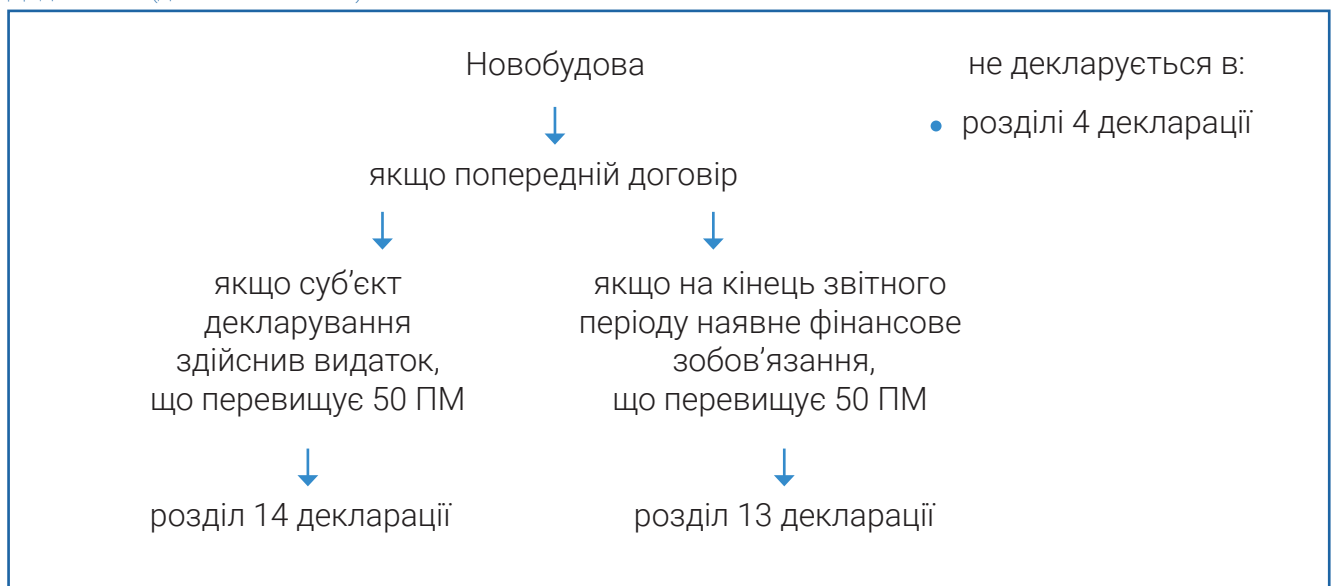 Новобудова
не декларується в:
• розділі 4 декларації
якщо попередній договір
якщо суб’єкт
декларування
здійснив видаток,
що перевищує 50 ПМ
якщо на кінець звітного
періоду наявне фінансове
зобов’язання,
що перевищує 50 ПМ
розділ 14 декларації
розділ 13 декларації